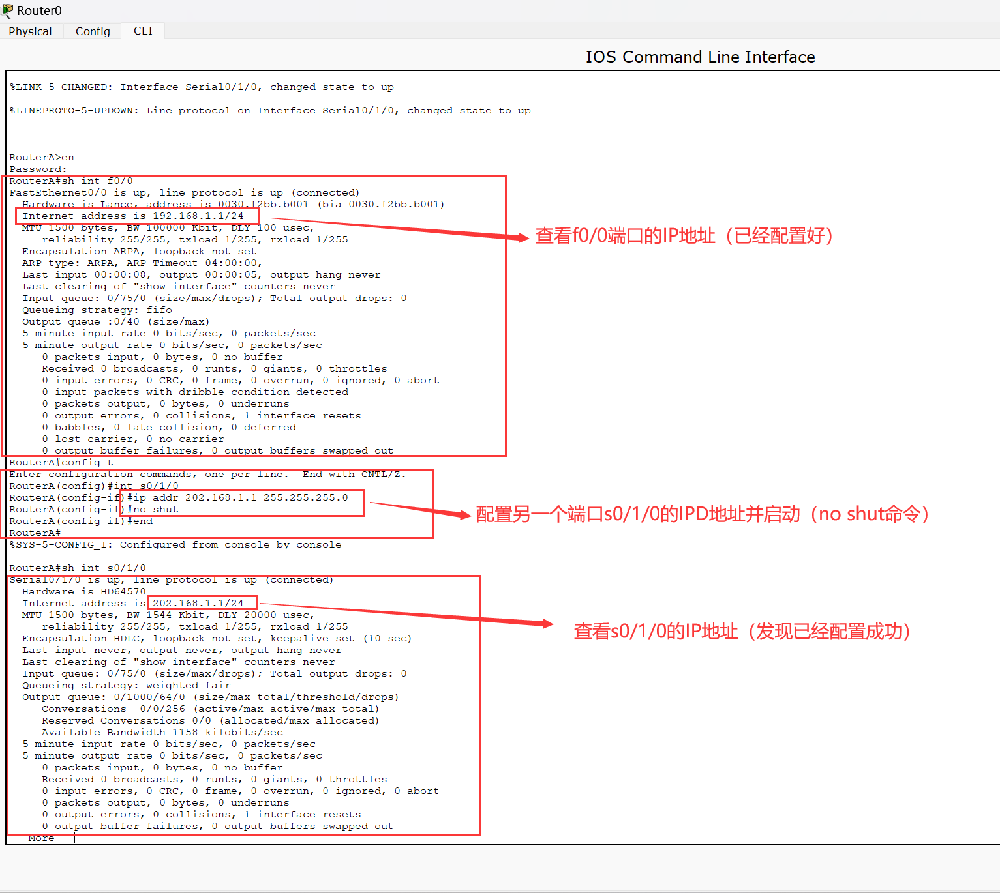 Router0
Physical Config CLI
IOS Command Line Interface
%LINK-5-CHANGED: Interface Serial0/1/0, changed state to up
%LINEPROTO-5-UPDOWN: Line protocol on Interface Serial0/1/0, changed state to up
RouterA>en
Password:
RouterA#sh int f0/0
FastEthernet0/0 is up, line protocol is up (connected)
Hardware is Lance, address is 0030.f2bb.b001 (bia 0030.f2bb.b001)
Internet address is 192.168.1.1/24
MTU 1500 bytes, BW 100000 Kbit, DLY 100 usec,
查看f0/0端口的IP地址（已经配置好）
reliability 255/255, txload 1/255, rxload 1/255
Encapsulation ARPA, loopback not set
ARP type: ARPA, ARP Timeout 04:00:00,
Last input 00:00:08, output 00:00:05, output hang never
Last clearing of "show interface" counters never
Input queue: 0/75/0 (size/max/drops); Total output drops: 0
Queueing strategy: fifo
Output queue :0/40 (size/max)
5 minute input rate 0 bits/sec, 0 packets/sec
5 minute output rate 0 bits/sec, 0 packets/sec
0 packets input, 0 bytes, 0 no buffer
Received 0 broadcasts, 0 runts, 0 giants, 0 throttles
0 input errors, 0 CRC, 0 frame, 0 overrun, 0 ignored, 0 abort
0 input packets with dribble condition detected
0 packets output, 0 bytes, 0 underruns
0 output errors, 0 collisions, 1 interface resets
0 babbles, 0 late collision, 0 deferred
0 lost carrier, 0 no carrier
0 output buffer failures, 0 output buffers swapped out
RouterA#config t
Enter configuration commands, one per line.  End with CNTL/Z.
RouterA(config)#int s0/1/0
RouterA(config-if)#ip addr 202.168.1.1 255.255.255.0
RouterA(config-if)#no shut
配置另一个端口s0/1/0的IPD地址并启动（no shut命令）
RouterA(config-if)#end
RouterA#
%SYS-5-CONFIG_I: Configured from console by console
RouterA#sh int s0/1/0
Serial0/1/0 is up, line protocol is up (connected)
Hardware is HD64570
Internet address is 202.168.1.1/24
MTU 1500 bytes, BW 1544 Kbit, DLY 20000 usec,
reliability 255/255, txload 1/255, rxload 1/255
查看s0/1/0的IP地址（发现已经配置成功）
Encapsulation HDLC, loopback not set, keepalive set (10 sec)
Last input never, output never, output hang never
Last clearing of "show interface" counters never
Input queue: 0/75/0 (size/max/drops); Total output drops: 0
Queueing strategy: weighted fair
Output queue: 0/1000/64/0 (size/max total/threshold/drops)
Conversations  0/0/256 (active/max active/max total)
Reserved Conversations 0/0 (allocated/max allocated)
Available Bandwidth 1158 kilobits/sec
5 minute input rate 0 bits/sec, 0 packets/sec
5 minute output rate 0 bits/sec, 0 packets/sec
0 packets input, 0 bytes, 0 no buffer
Received 0 broadcasts, 0 runts, 0 giants, 0 throttles
0 input errors, 0 CRC, 0 frame, 0 overrun, 0 ignored, 0 abort
0 packets output, 0 bytes, 0 underruns
0 output errors, 0 collisions, 1 interface resets
0 output buffer failures, 0 output buffers swapped out
--More--